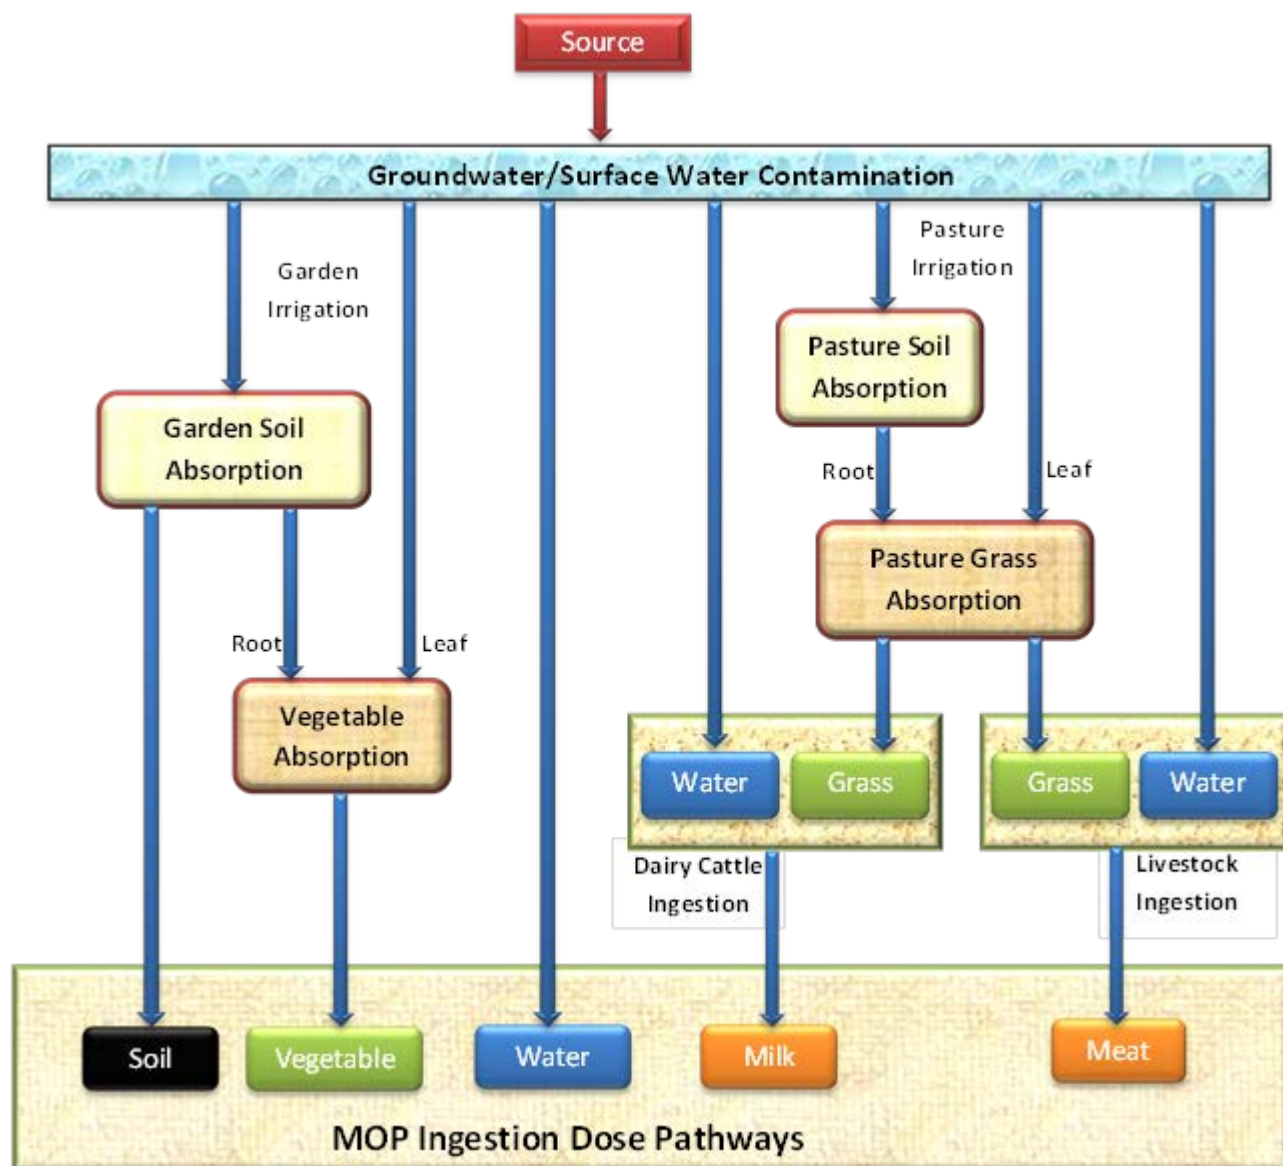 Source
Groundwater/Surface Water Contamination
Garden
Irrigation
Pasture
Irrigation
Pasture Soil
Absorption
Garden Soil
Absorption
Root
Leaf
Pasture Grass
Absorption
Root
Leaf
Vegetable
Absorption
Water
Grass
Grass
Water
Dairy Cattle
Ingestion
Livestock
Ingestion
Soil
Vegetable
Water
Milk
Meat
MOP Ingestion Dose Pathways